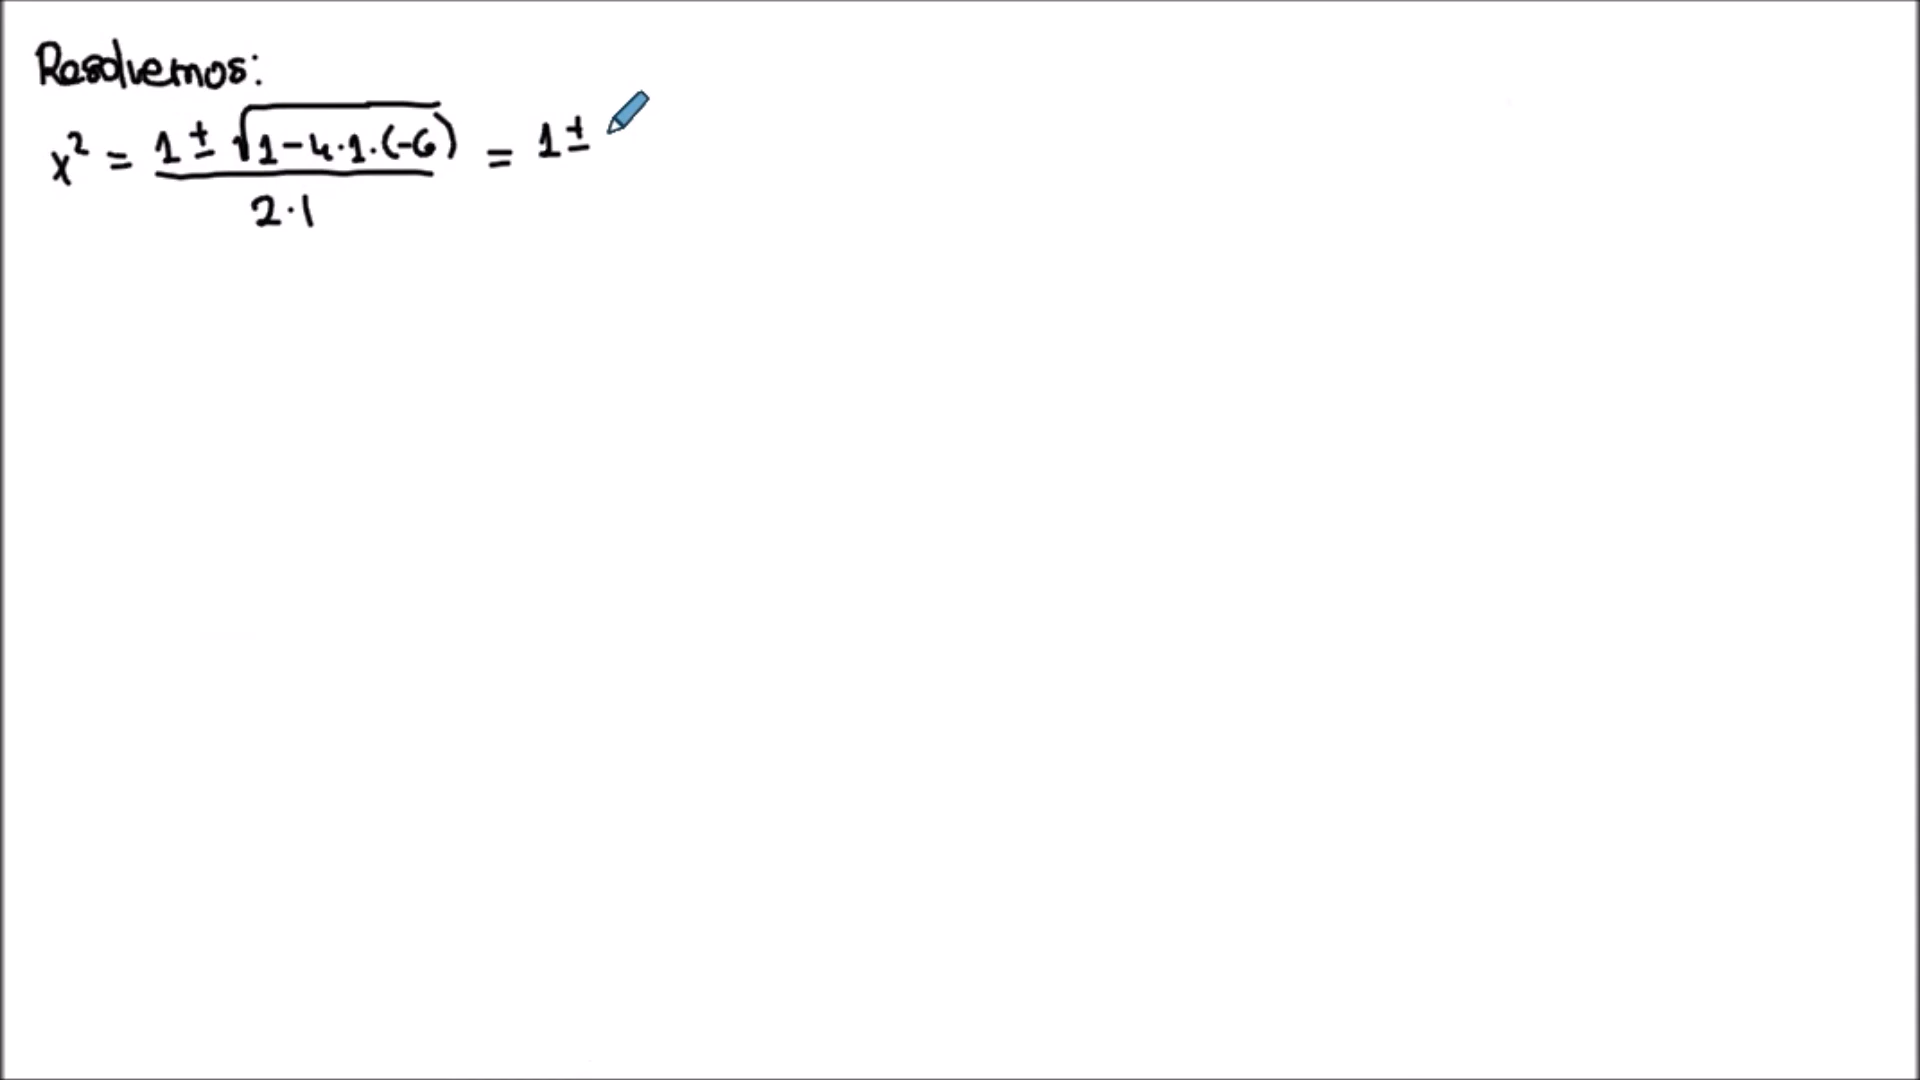 Resolvemos:
x² = (1 ± √(1-4·1·(-6)))/(2·1) = 1 ±